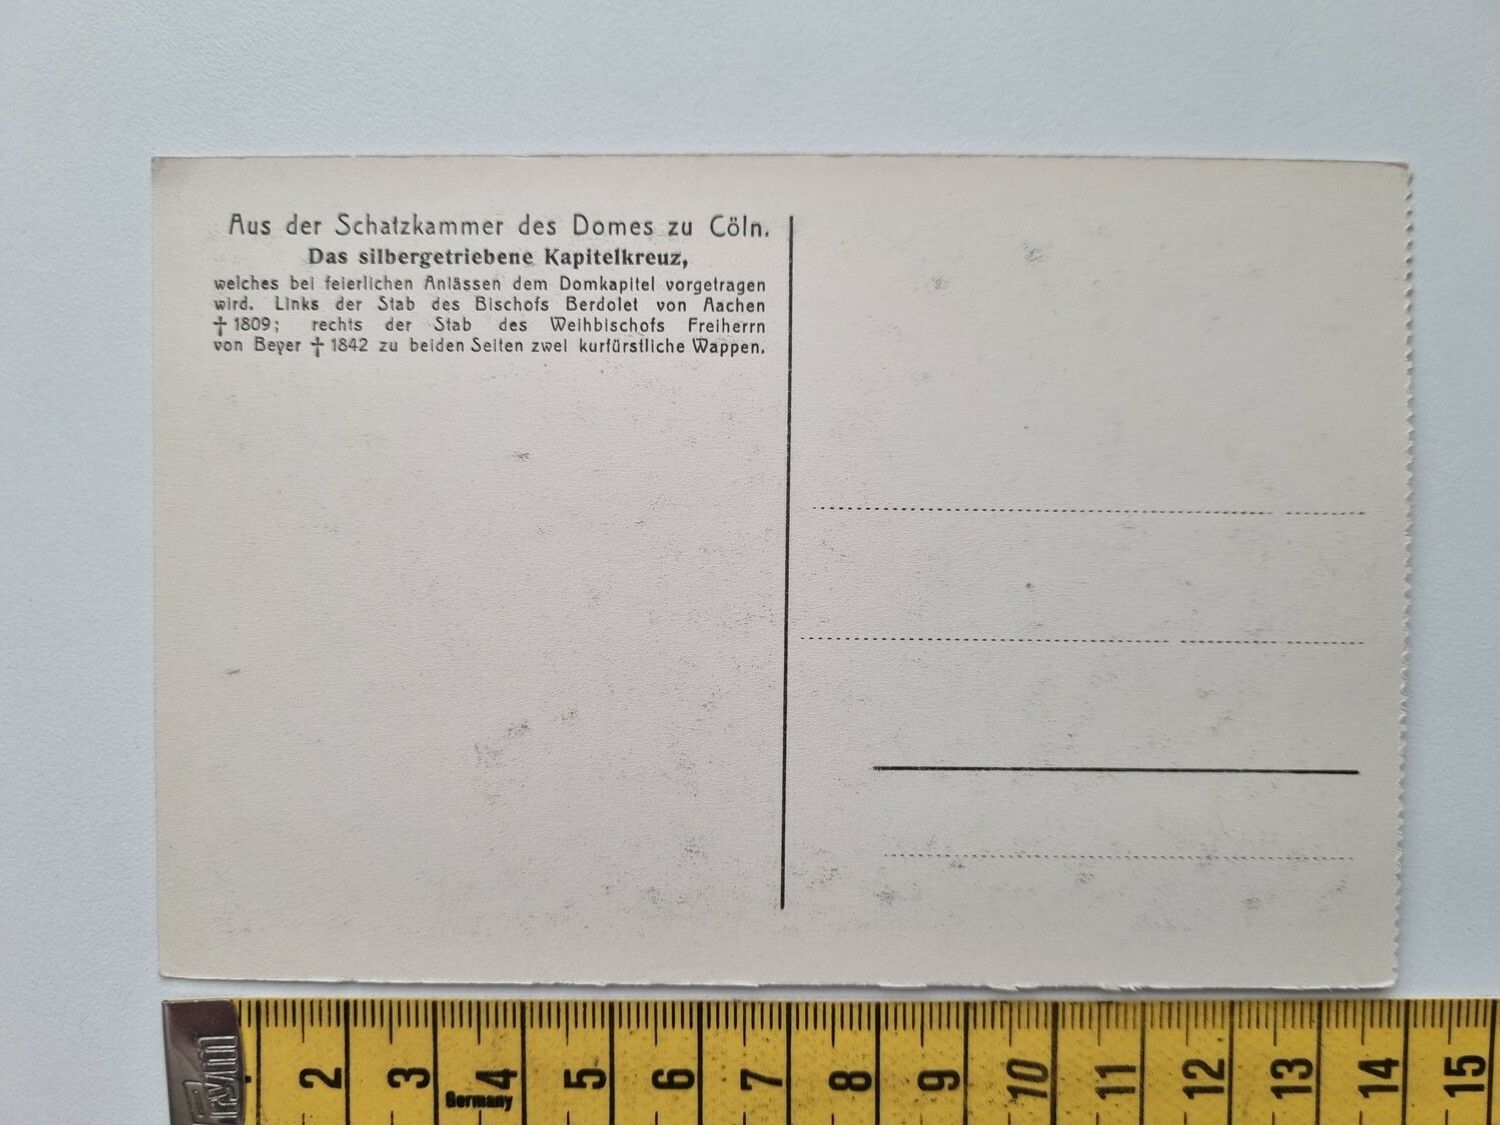 Aus der Schatzkammer des Domes zu Cöln.
Das silbergetriebene Kapitelkreuz,
welches bei feierlichen Anlässen dem Domkapitel vorgetragen
wird. Links der Stab des Bischofs Berdolet von Aachen
† 1809; rechts der Stab des Weihbischofs Freiherrn
von Beyer † 1842 zu beiden Seiten zwei kurfürstliche Wappen.
Prym 2 3 4 5 6 7 8 9 10 11 12 13 14 15
Germany